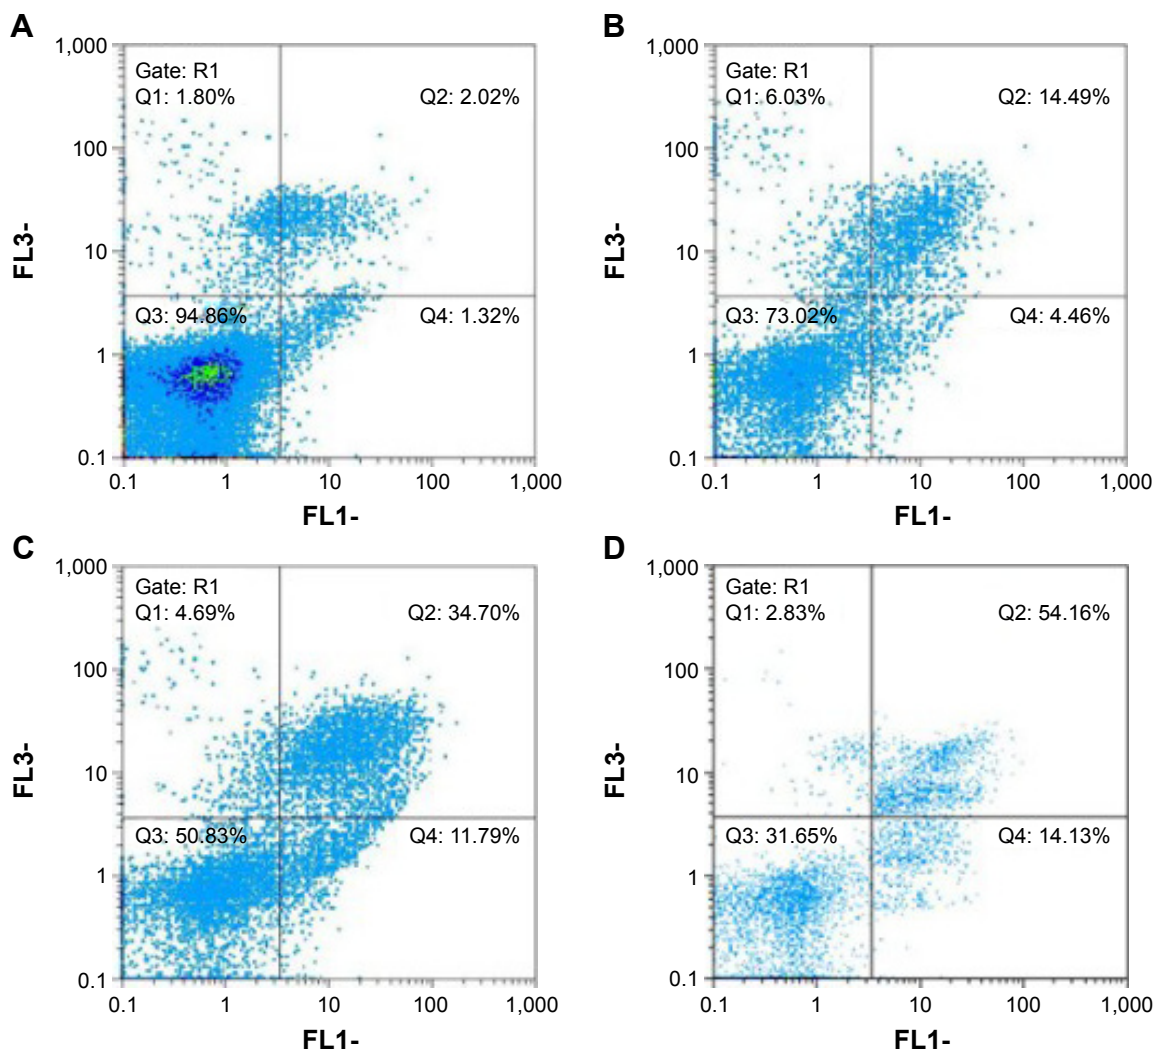 A
1,000
100
10
1
0.1
FL3-
Gate: R1
Q1: 1.80%
Q2: 2.02%
Q3: 94.86%
Q4: 1.32%
0.1 1 10 100 1,000
FL1-
B
1,000
100
10
1
0.1
FL3-
Gate: R1
Q1: 6.03%
Q2: 14.49%
Q3: 73.02%
Q4: 4.46%
0.1 1 10 100 1,000
FL1-
C
1,000
100
10
1
0.1
FL3-
Gate: R1
Q1: 4.69%
Q2: 34.70%
Q3: 50.83%
Q4: 11.79%
0.1 1 10 100 1,000
FL1-
D
1,000
100
10
1
0.1
FL3-
Gate: R1
Q1: 2.83%
Q2: 54.16%
Q3: 31.65%
Q4: 14.13%
0.1 1 10 100 1,000
FL1-